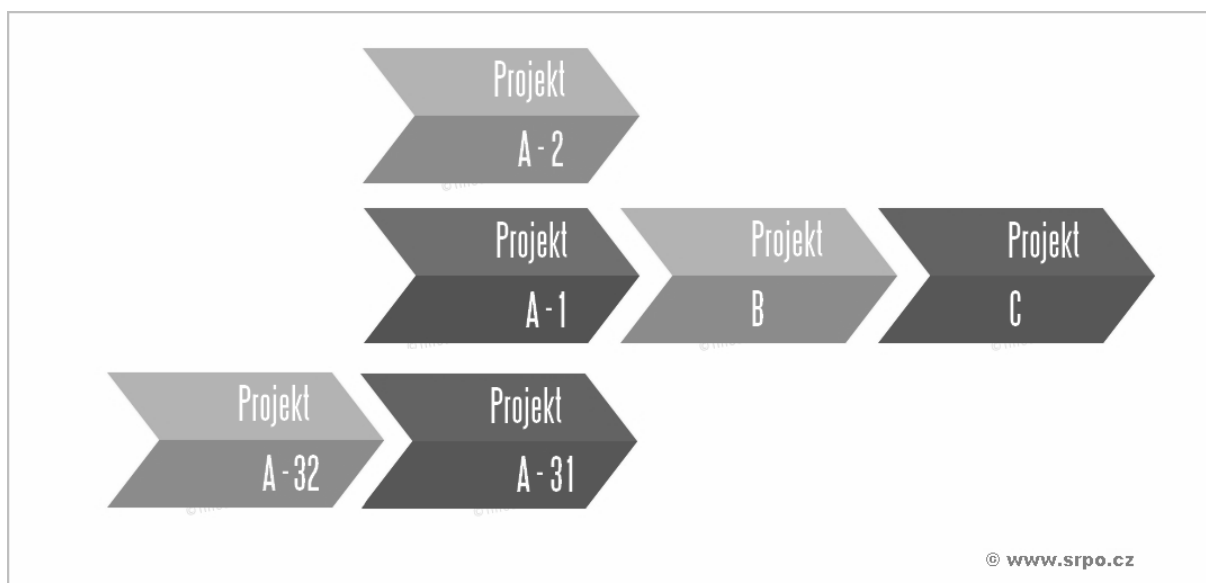 Projekt
A - 2
Projekt
A - 1
Projekt
B
Projekt
C
Projekt
A - 32
Projekt
A - 31
© www.srpo.cz